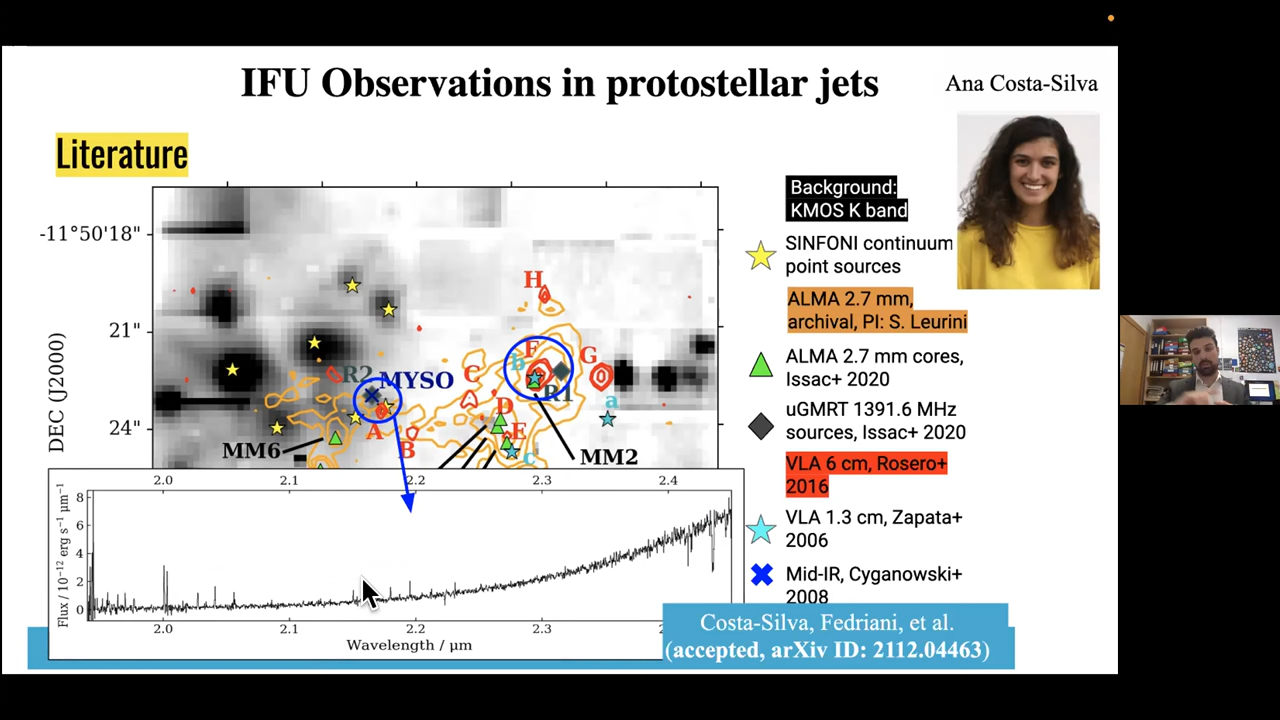 IFU Observations in protostellar jets
Ana Costa-Silva
Literature
Background:
KMOS K band
SINFONI continuum
point sources
ALMA 2.7 mm,
archival, PI: S. Leurini
ALMA 2.7 mm cores,
Issac+ 2020
uGMRT 1391.6 MHz
sources, Issac+ 2020
VLA 6 cm, Rosero+
2016
VLA 1.3 cm, Zapata+
2006
Mid-IR, Cyganowski+
2008
-11°50'18"
21"
24"
DEC (J2000)
H
F
G
b
R2
MYSO
C
R1
a
D
A
E
B
c
MM6
MM2
2.0 2.1 2.2 2.3 2.4
8
6
4
2
0
Flux / 10⁻¹² erg s⁻¹ μm⁻¹
2.0 2.1 2.2 2.3
Wavelength / μm
Costa-Silva, Fedriani, et al.
(accepted, arXiv ID: 2112.04463)